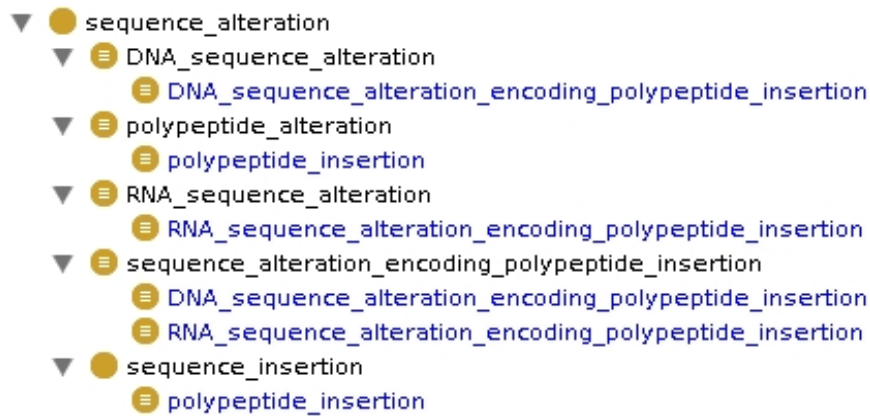 sequence_alteration
DNA_sequence_alteration
DNA_sequence_alteration_encoding_polypeptide_insertion
polypeptide_alteration
polypeptide_insertion
RNA_sequence_alteration
RNA_sequence_alteration_encoding_polypeptide_insertion
sequence_alteration_encoding_polypeptide_insertion
DNA_sequence_alteration_encoding_polypeptide_insertion
RNA_sequence_alteration_encoding_polypeptide_insertion
sequence_insertion
polypeptide_insertion